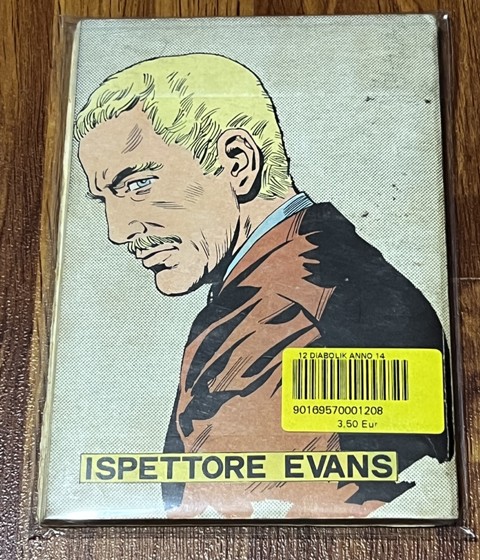 12 DIABOLIK ANNO 14
90169570001208
3,50 Eur
ISPETTORE EVANS